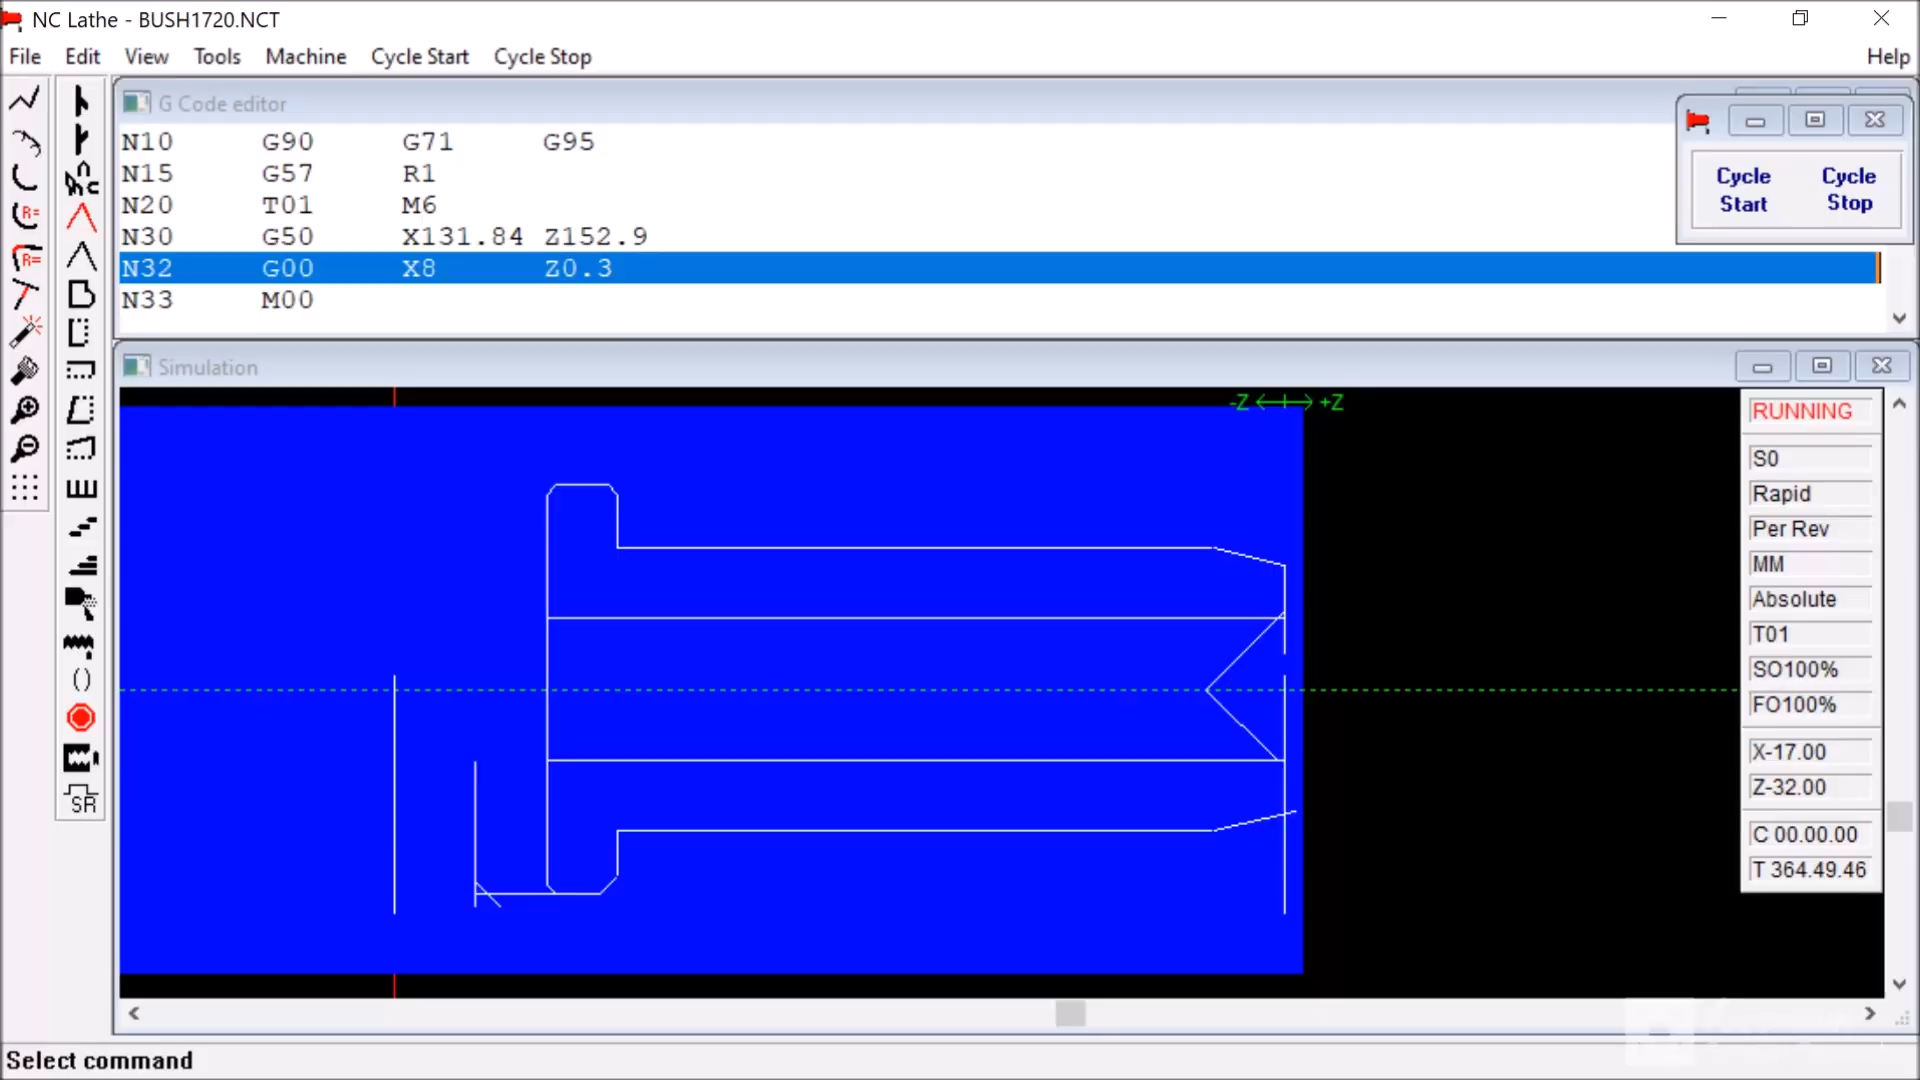 NC Lathe - BUSH1720.NCT
File Edit View Tools Machine Cycle Start Cycle Stop Help
G Code editor
N10 G90 G71 G95
N15 G57 R1
N20 T01 M6
N30 G50 X131.84 Z152.9
N32 G00 X8 Z0.3
N33 M00
Cycle Start
Cycle Stop
R=
R=
( )
SR
Simulation
-Z +Z
RUNNING
S0
Rapid
Per Rev
MM
Absolute
T01
SO100%
FO100%
X-17.00
Z-32.00
C 00.00.00
T 364.49.46
Select command